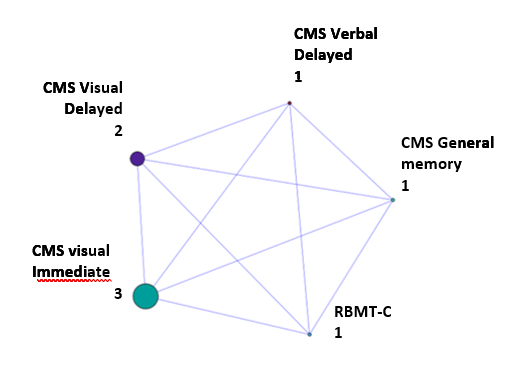 CMS Verbal
Delayed
1
CMS Visual
Delayed
2
CMS General
memory
1
CMS visual
Immediate
3
RBMT-C
1